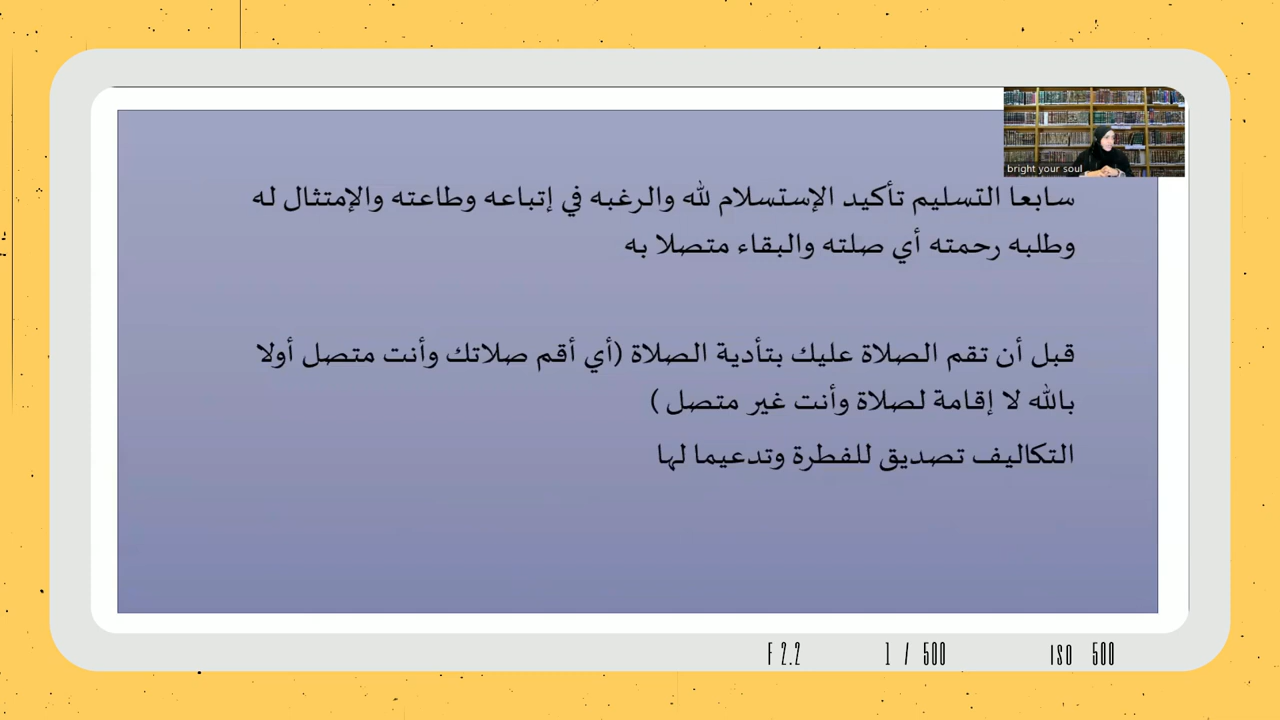 bright your soul
سابعا التسليم تأكيد الإستسلام لله والرغبه في إتباعه وطاعته والإمتثال له
وطلبه رحمته أي صلته والبقاء متصلا به
قبل أن تقم الصلاة عليك بتأدية الصلاة (أي أقم صلاتك وأنت متصل أولا
بالله لا إقامة لصلاة وأنت غير متصل )
التكاليف تصديق للفطرة وتدعيما لها
F 2.2 1 / 500 ISO 500